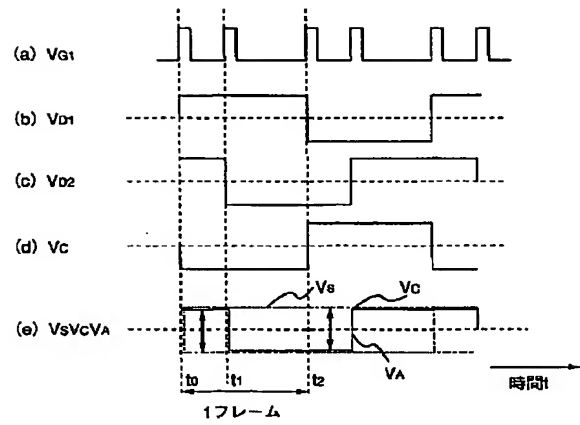 (a) VG1
(b) VD1
(c) VD2
(d) VC
VS VC
(e) VSVCVA
VA
t0 t1 t2
時間t
1フレーム